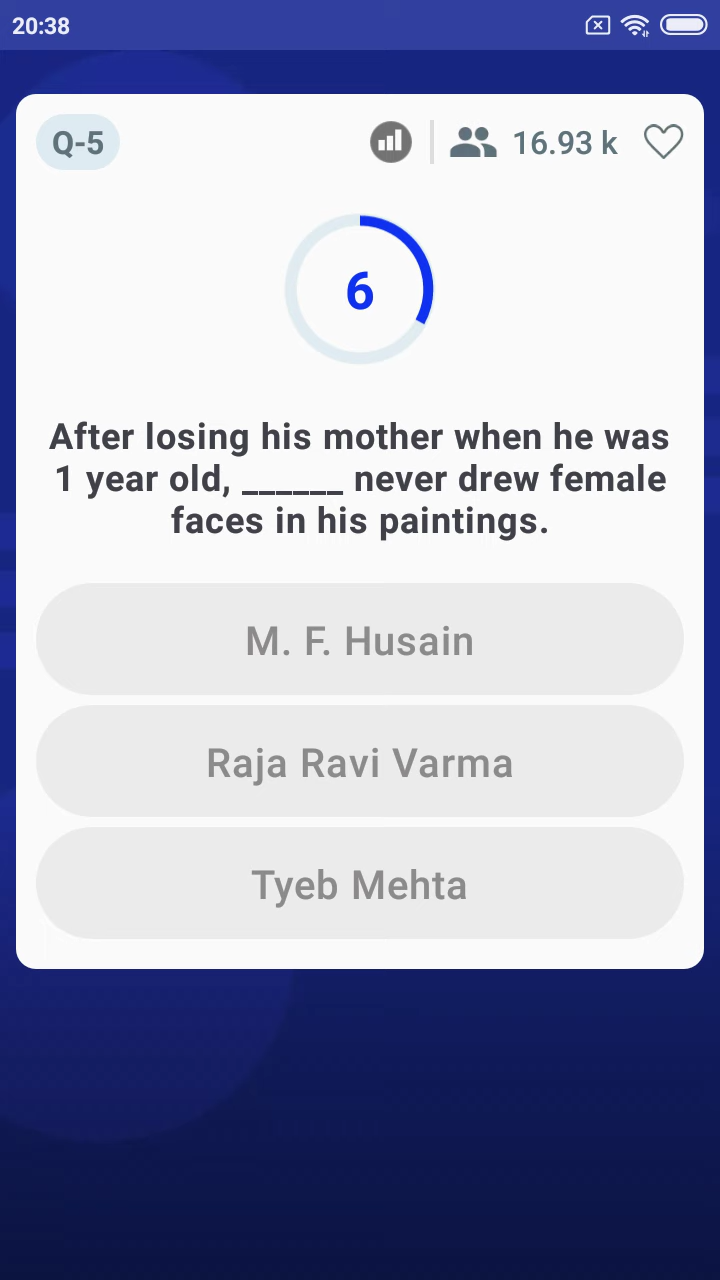 20:38
Q-5
16.93 k
6
After losing his mother when he was
1 year old, ______ never drew female
faces in his paintings.
M. F. Husain
Raja Ravi Varma
Tyeb Mehta